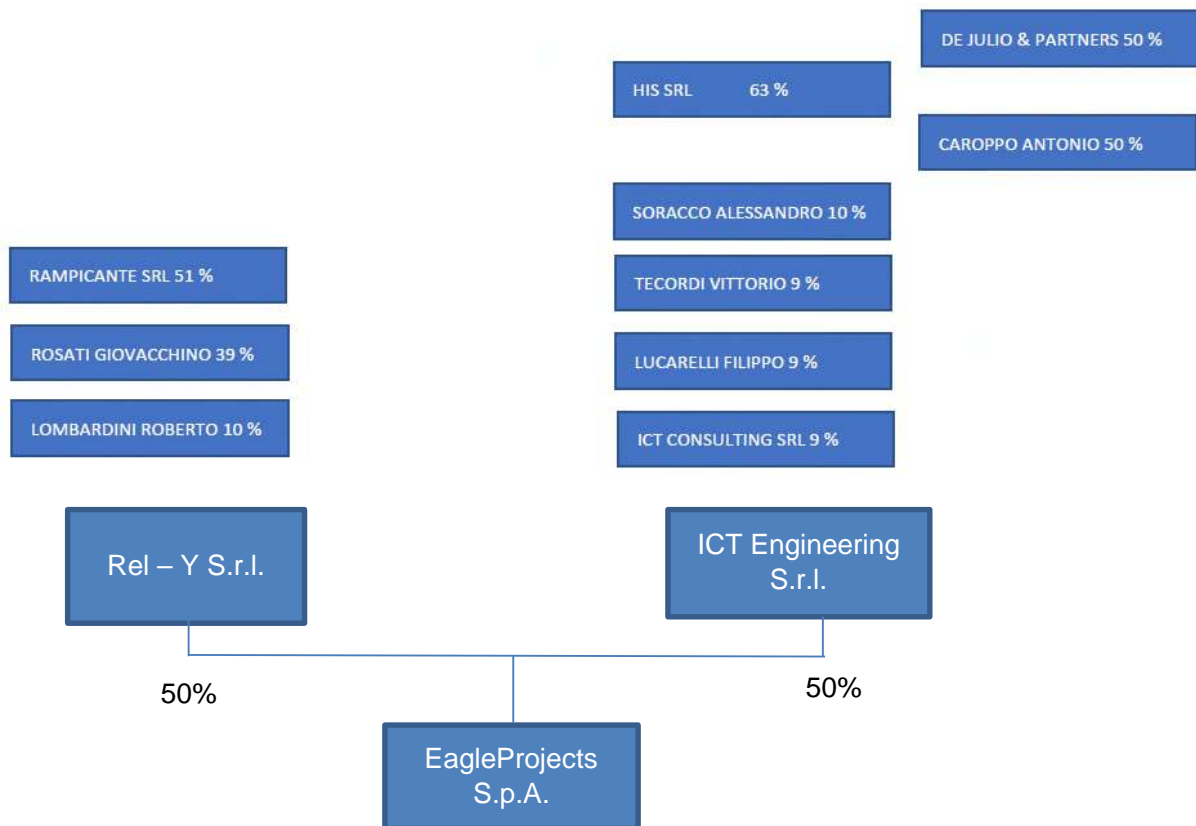 DE JULIO & PARTNERS 50 %
HIS SRL 63 %
CAROPPO ANTONIO 50 %
SORACCO ALESSANDRO 10 %
RAMPICANTE SRL 51 %
TECORDI VITTORIO 9 %
ROSATI GIOVACCHINO 39 %
LUCARELLI FILIPPO 9 %
LOMBARDINI ROBERTO 10 %
ICT CONSULTING SRL 9 %
Rel – Y S.r.l.
ICT Engineering
S.r.l.
50%
50%
EagleProjects
S.p.A.